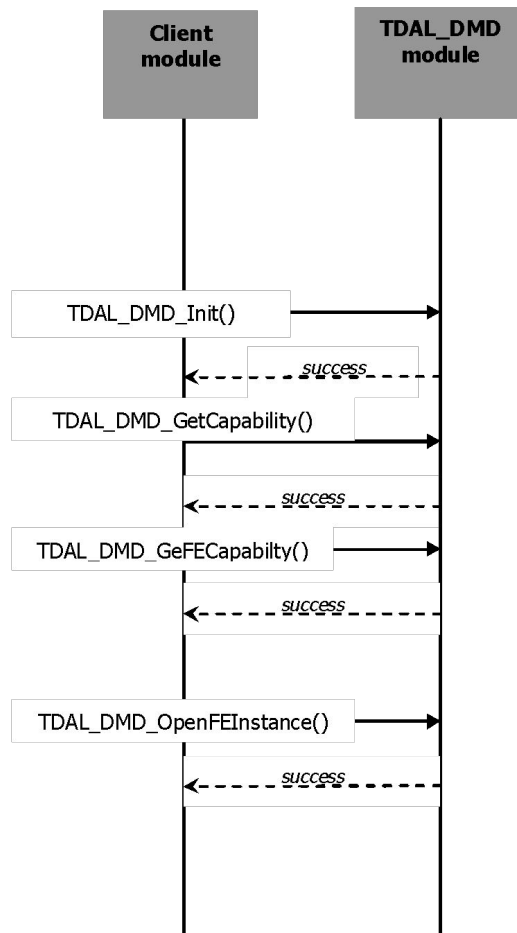 Client
module
TDAL_DMD
module
TDAL_DMD_Init()
success
TDAL_DMD_GetCapability()
success
TDAL_DMD_GeFECapabilty()
success
TDAL_DMD_OpenFEInstance()
success